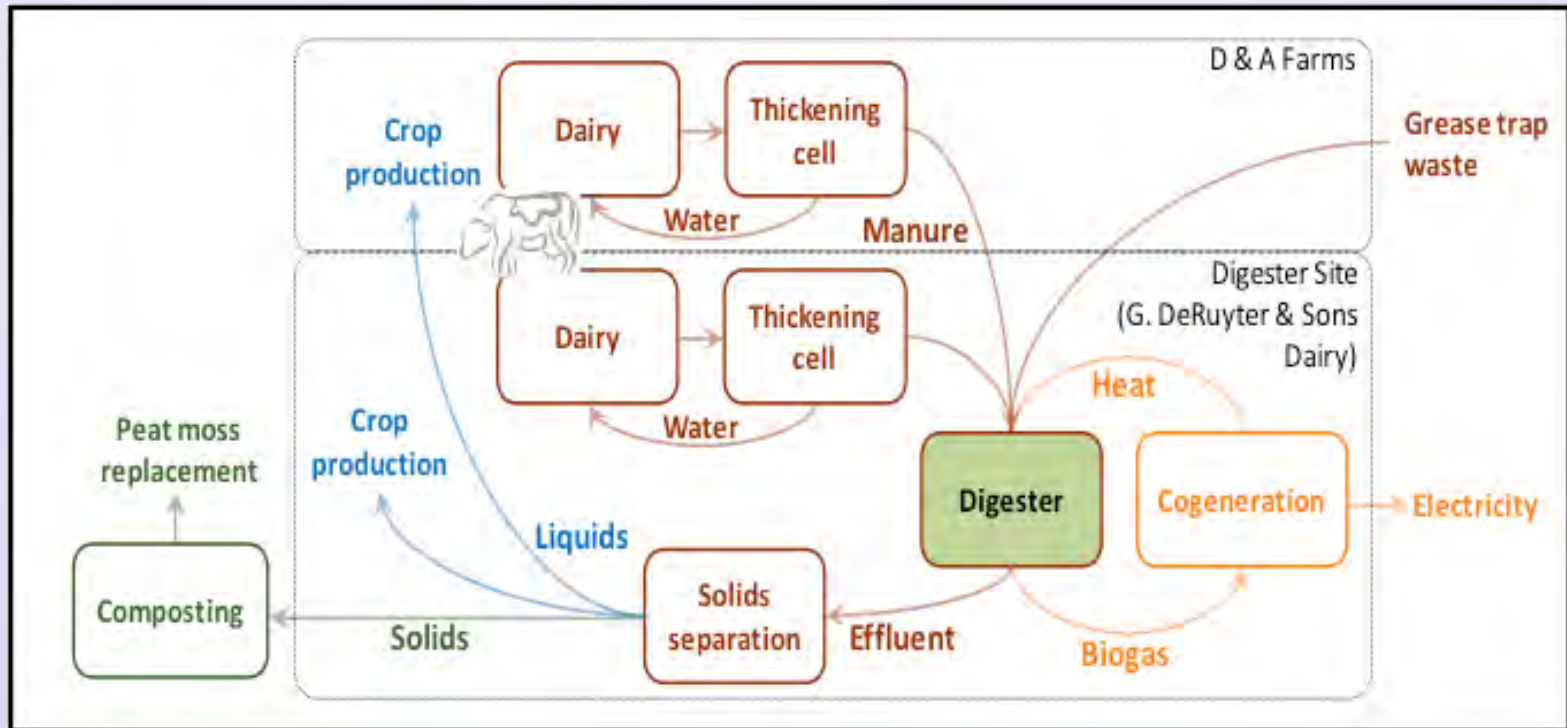 D & A Farms
Crop
production
Dairy
Thickening
cell
Grease trap
waste
Water
Manure
Digester Site
(G. DeRuyter & Sons
Dairy)
Dairy
Thickening
cell
Heat
Water
Peat moss
replacement
Crop
production
Digester
Cogeneration
Electricity
Liquids
Composting
Solids
Solids
separation
Effluent
Biogas